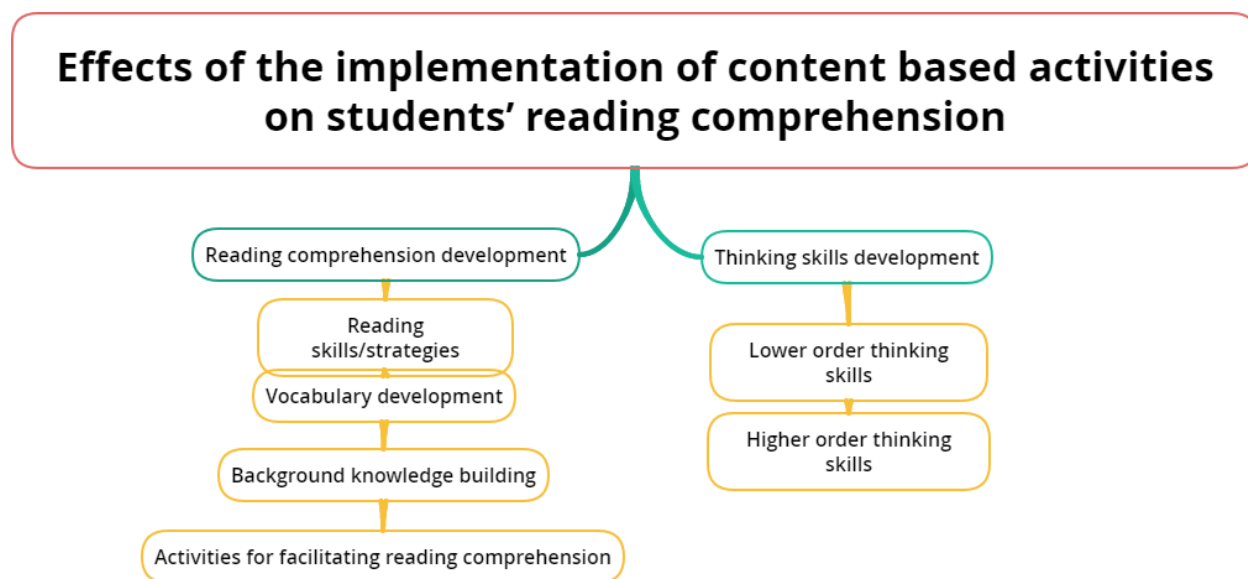 Effects of the implementation of content based activities
on students’ reading comprehension
Reading comprehension development
Reading
skills/strategies
Vocabulary development
Background knowledge building
Activities for facilitating reading comprehension
Thinking skills development
Lower order thinking
skills
Higher order thinking
skills